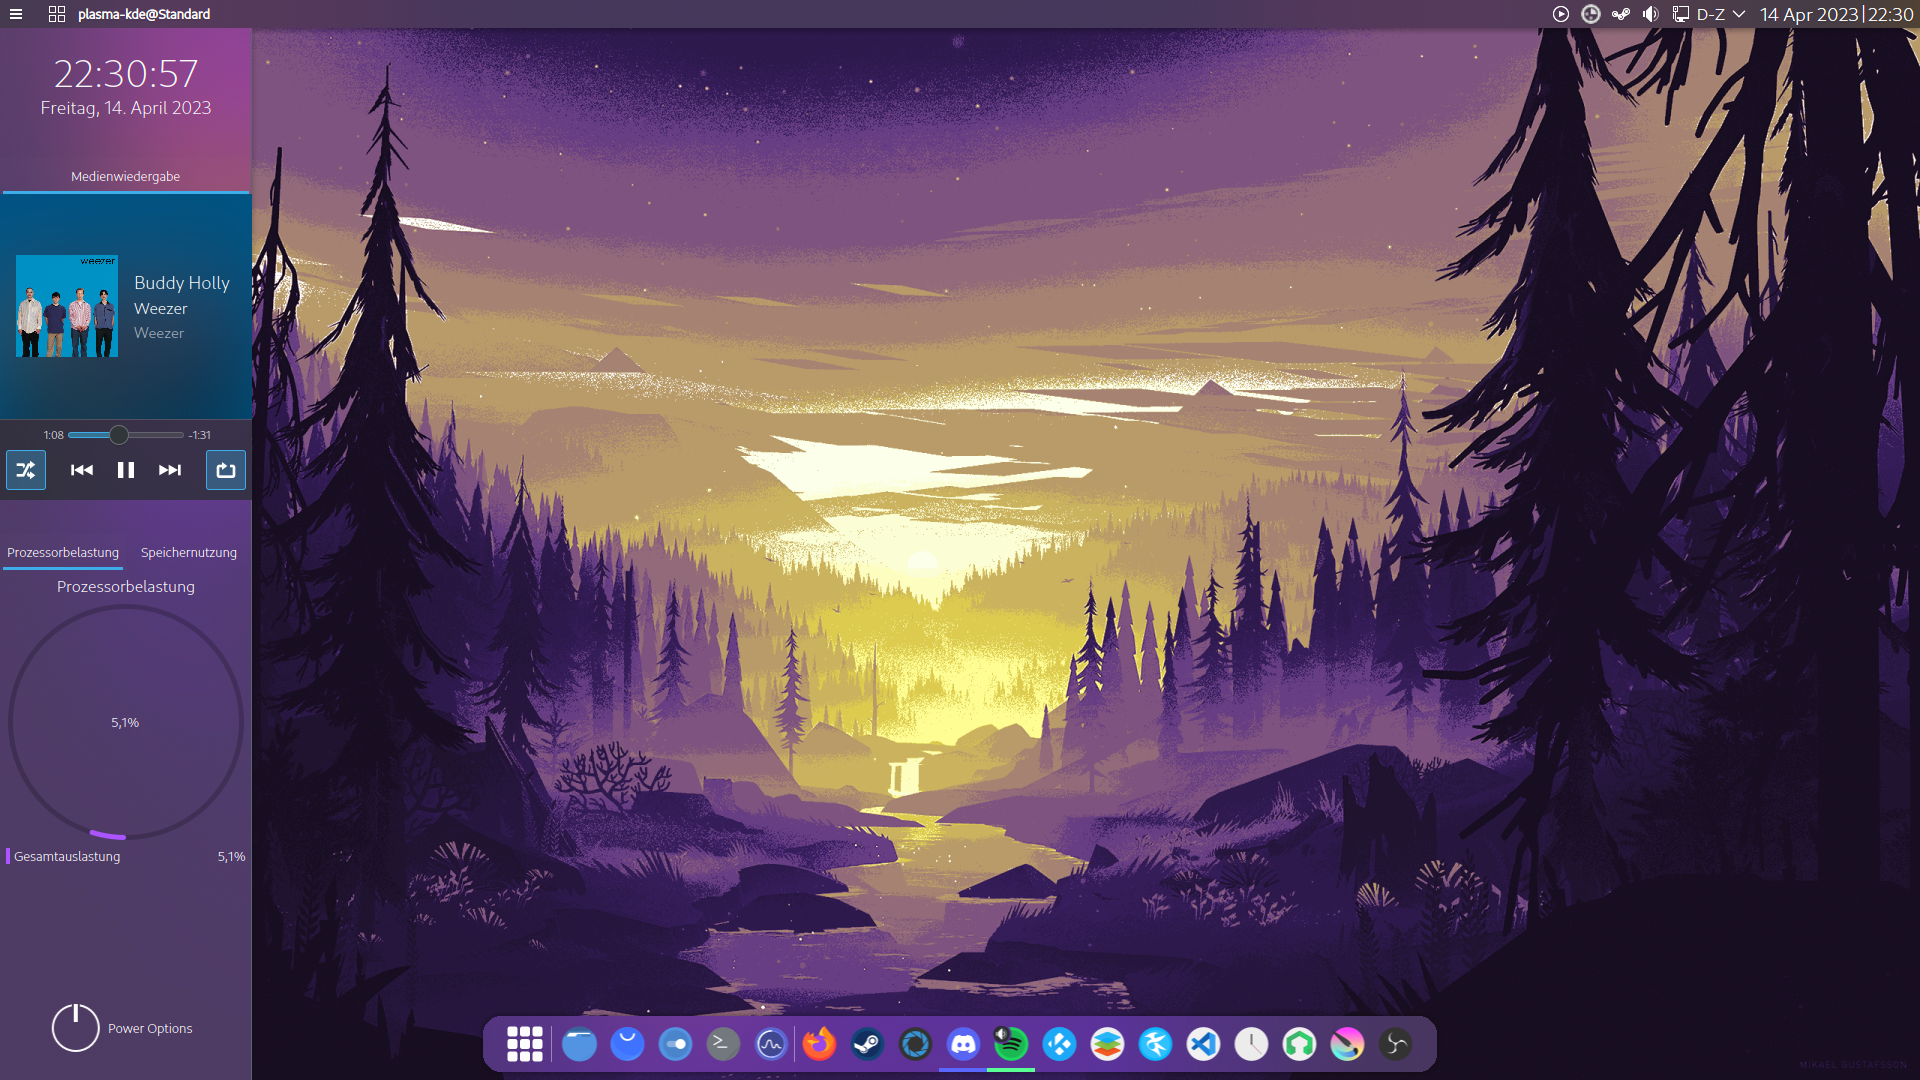 plasma-kde@Standard
D-Z
14 Apr 2023|22:30
22:30:57
Freitag, 14. April 2023
Medienwiedergabe
weezer
Buddy Holly
Weezer
Weezer
1:08
-1:31
Prozessorbelastung
Speichernutzung
Prozessorbelastung
5,1%
Gesamtauslastung
5,1%
Power Options
MIKAEL GUSTAFSSON